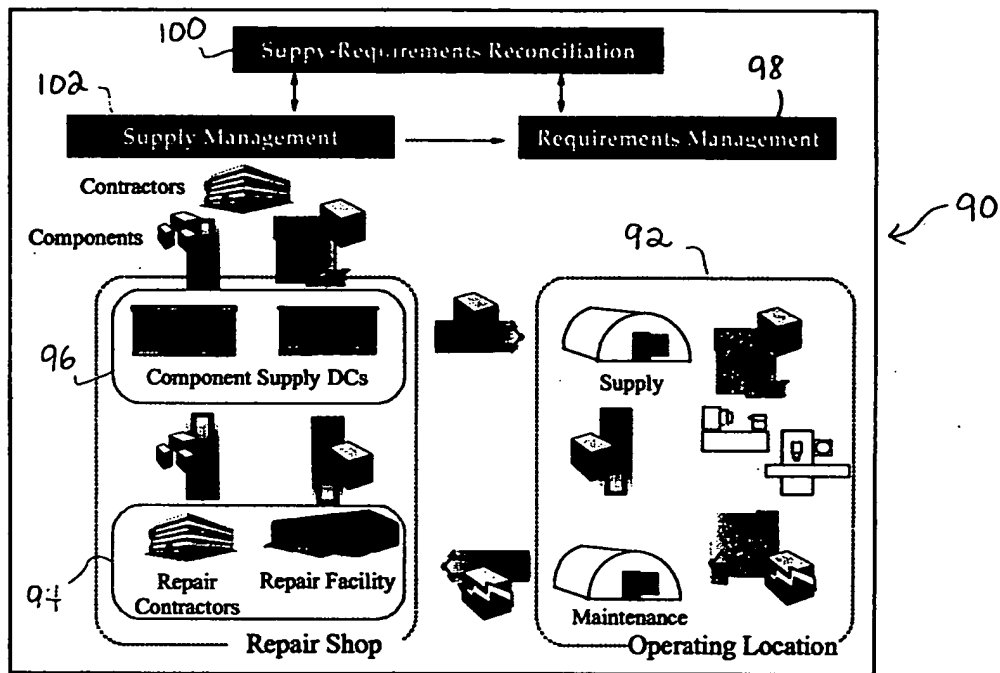 100
Suppy-Requirements Reconciliation
102
98
Supply Management
Requirements Management
Contractors
Components
90
92
96
Component Supply DCs
Supply
94
Repair Contractors
Repair Facility
Maintenance
Repair Shop
Operating Location